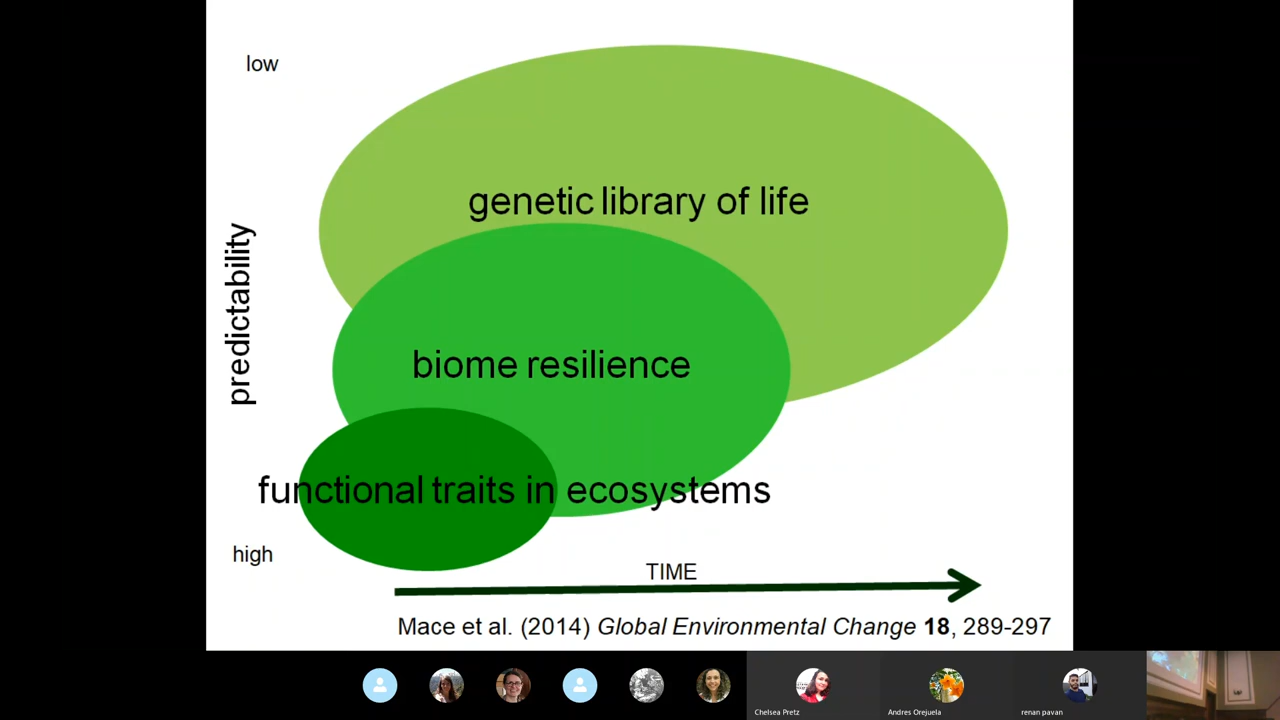 low
genetic library of life
predictability
biome resilience
functional traits in ecosystems
high
TIME
Mace et al. (2014) Global Environmental Change 18, 289-297
Chelsea Pretz
Andres Orejuela
renan pavan